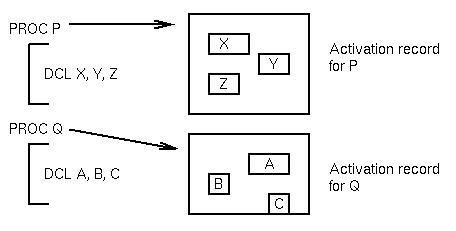 PROC P
DCL X, Y, Z
X
Y
Z
Activation record
for P
PROC Q
DCL A, B, C
A
B
C
Activation record
for Q